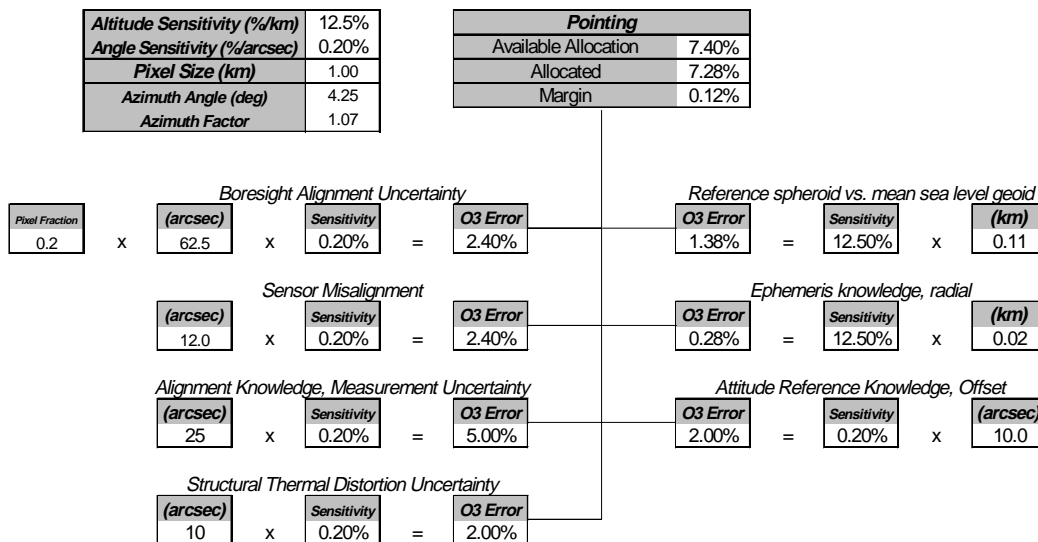 Altitude Sensitivity (%/km) 12.5%
Angle Sensitivity (%/arcsec) 0.20%
Pixel Size (km) 1.00
Azimuth Angle (deg) 4.25
Azimuth Factor 1.07
Pointing
Available Allocation 7.40%
Allocated 7.28%
Margin 0.12%
Boresight Alignment Uncertainty
Pixel Fraction (arcsec) Sensitivity O3 Error
0.2 x 62.5 x 0.20% = 2.40%
Reference spheroid vs. mean sea level geoid
O3 Error Sensitivity (km)
1.38% = 12.50% x 0.11
Sensor Misalignment
(arcsec) Sensitivity O3 Error
12.0 x 0.20% = 2.40%
Ephemeris knowledge, radial
O3 Error Sensitivity (km)
0.28% = 12.50% x 0.02
Alignment Knowledge, Measurement Uncertainty
(arcsec) Sensitivity O3 Error
25 x 0.20% = 5.00%
Attitude Reference Knowledge, Offset
O3 Error Sensitivity (arcsec)
2.00% = 0.20% x 10.0
Structural Thermal Distortion Uncertainty
(arcsec) Sensitivity O3 Error
10 x 0.20% = 2.00%